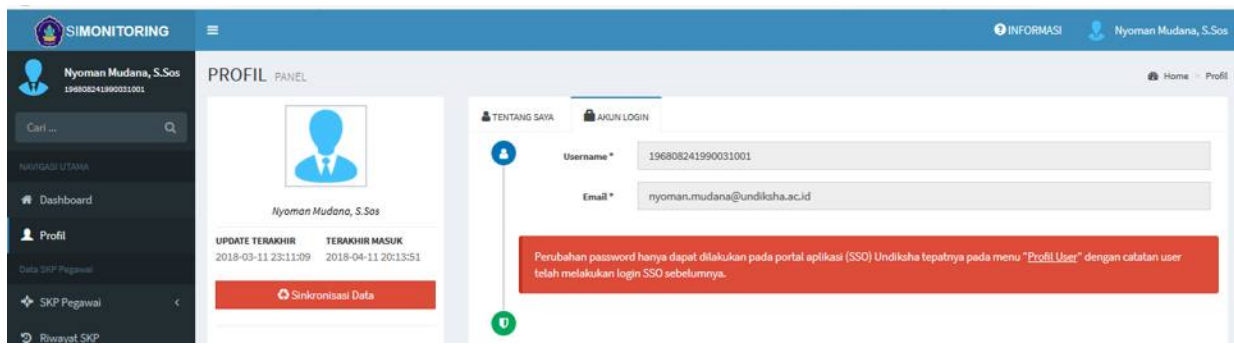 SIMONITORING
INFORMASI
Nyoman Mudana, S.Sos
Nyoman Mudana, S.Sos
196808241990031001
Cari ...
NAVIGASI UTAMA
Dashboard
Profil
Data SKP Pegawai
SKP Pegawai
Riwayat SKP
PROFIL PANEL
Home > Profil
Nyoman Mudana, S.Sos
UPDATE TERAKHIR TERAKHIR MASUK
2018-03-11 23:11:09 2018-04-11 20:13:51
Sinkronisasi Data
TENTANG SAYA AKUN LOGIN
Username * 196808241990031001
Email * nyoman.mudana@undiksha.ac.id
Perubahan password hanya dapat dilakukan pada portal aplikasi (SSO) Undiksha tepatnya pada menu "Profil User" dengan catatan user
telah melakukan login SSO sebelumnya.